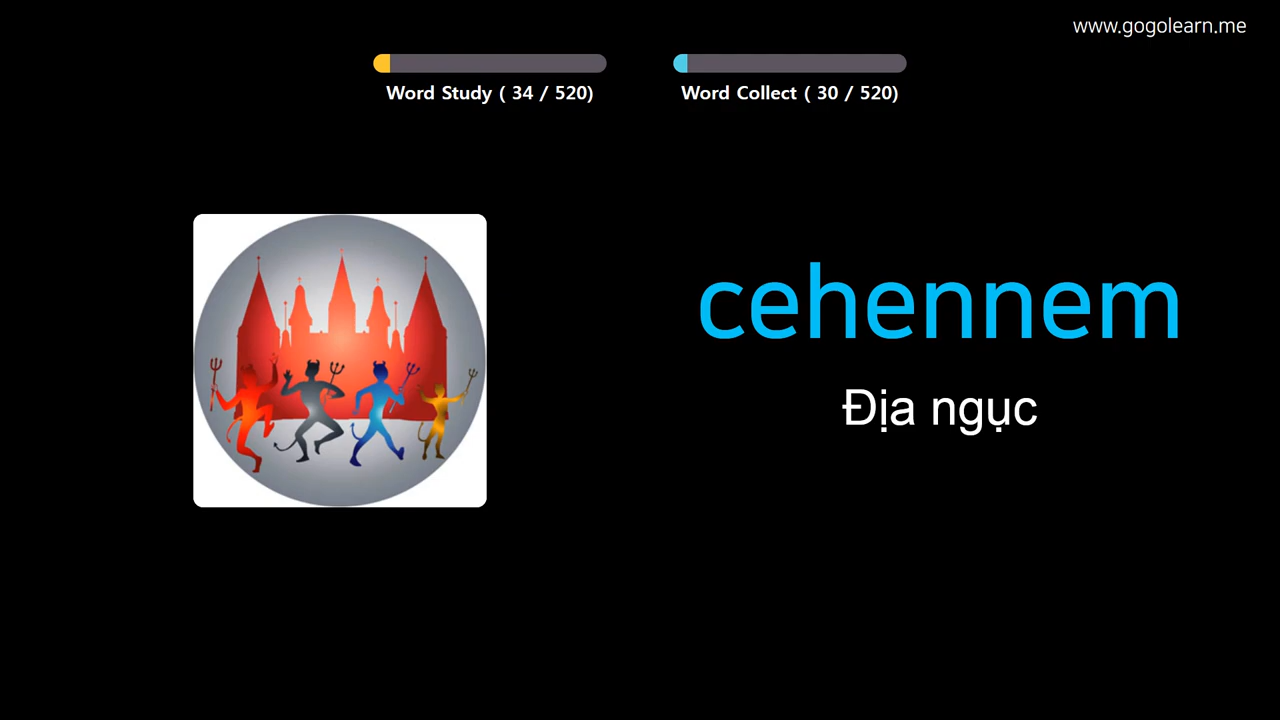 www.gogolearn.me
Word Study ( 34 / 520)
Word Collect ( 30 / 520)
cehennem
Địa ngục